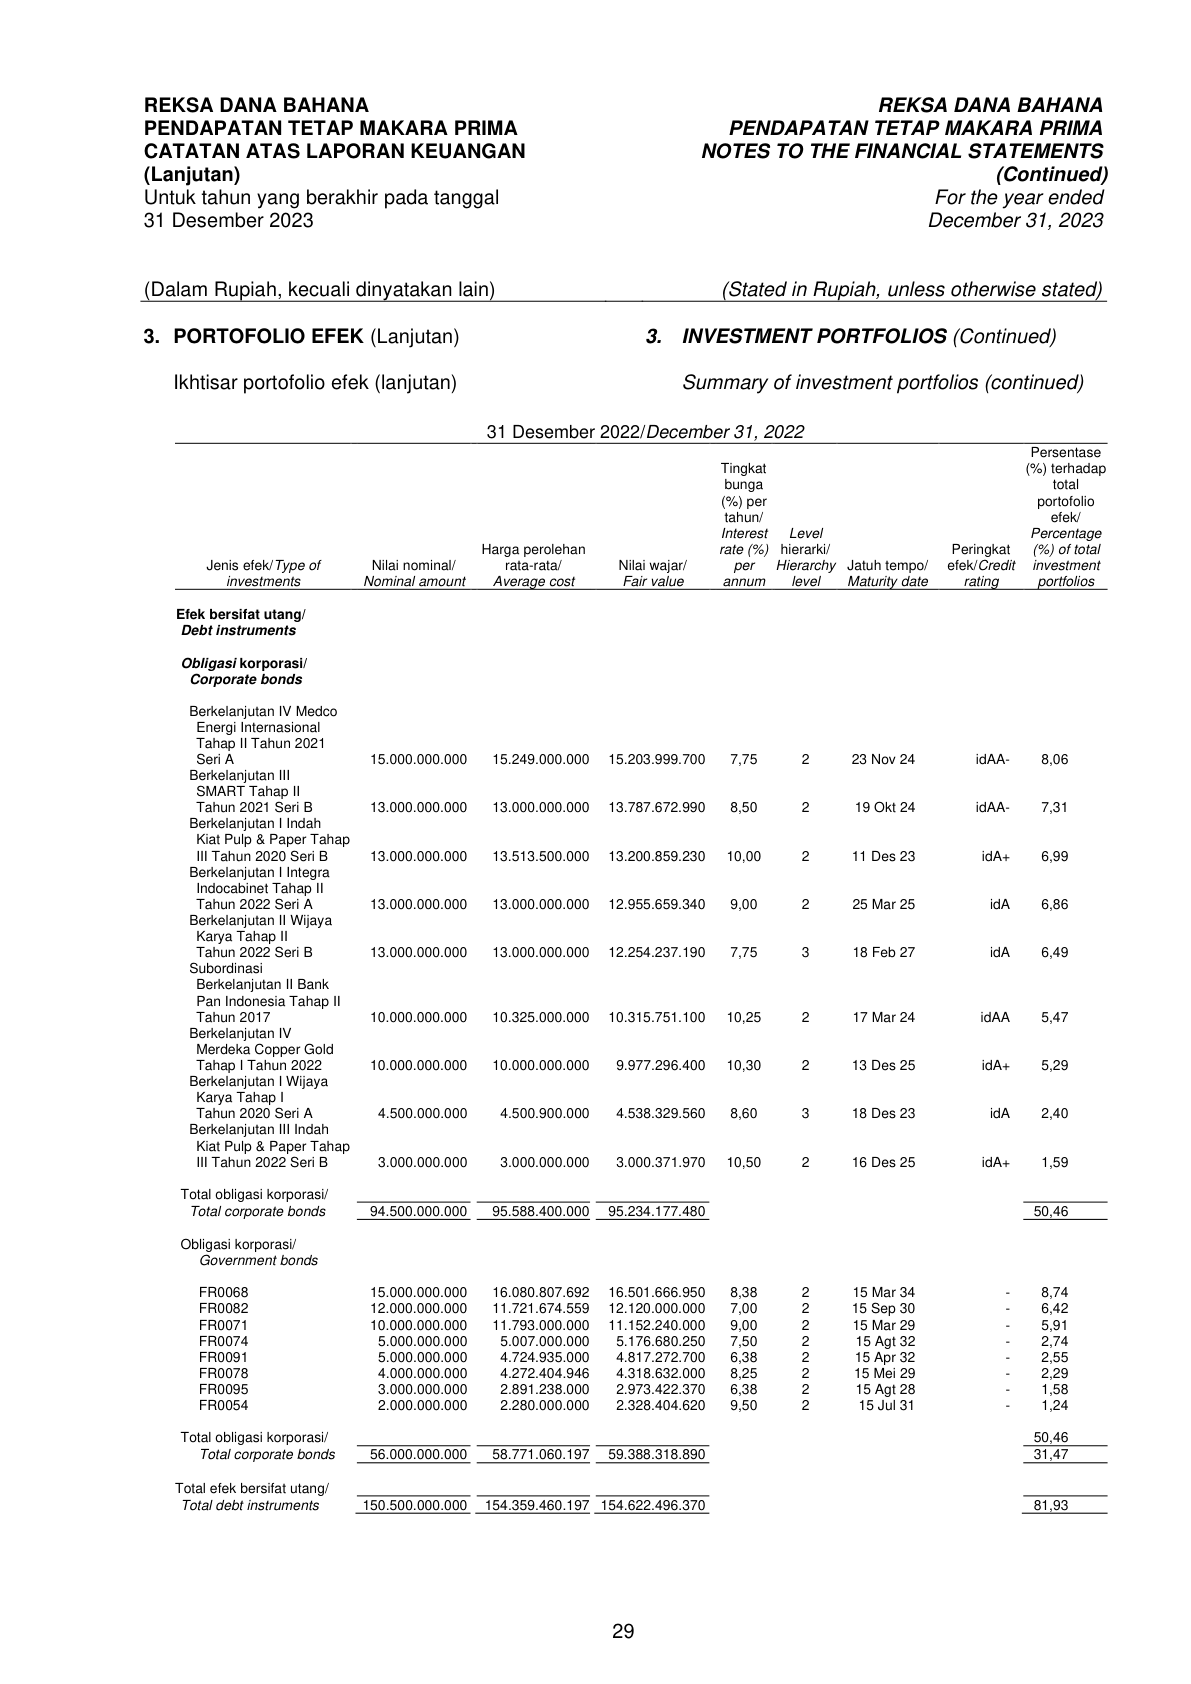 REKSA DANA BAHANA
PENDAPATAN TETAP MAKARA PRIMA
CATATAN ATAS LAPORAN KEUANGAN
(Lanjutan)
Untuk tahun yang berakhir pada tanggal
31 Desember 2023
REKSA DANA BAHANA
PENDAPATAN TETAP MAKARA PRIMA
NOTES TO THE FINANCIAL STATEMENTS
(Continued)
For the year ended
December 31, 2023
(Dalam Rupiah, kecuali dinyatakan lain)
(Stated in Rupiah, unless otherwise stated)
3. PORTOFOLIO EFEK (Lanjutan)
3. INVESTMENT PORTFOLIOS (Continued)
Ikhtisar portofolio efek (lanjutan)
Summary of investment portfolios (continued)
31 Desember 2022/December 31, 2022
Jenis efek/Type of
investments
Nilai nominal/
Nominal amount
Harga perolehan
rata-rata/
Average cost
Nilai wajar/
Fair value
Tingkat
bunga
(%) per
tahun/
Interest
rate (%)
per
annum
Level
hierarki/
Hierarchy
level
Jatuh tempo/
Maturity date
Peringkat
efek/Credit
rating
Persentase
(%) terhadap
total
portofolio
efek/
Percentage
(%) of total
investment
portfolios
Efek bersifat utang/
Debt instruments
Obligasi korporasi/
Corporate bonds
Berkelanjutan IV Medco
Energi Internasional
Tahap II Tahun 2021
Seri A 15.000.000.000 15.249.000.000 15.203.999.700 7,75 2 23 Nov 24 idAA- 8,06
Berkelanjutan III
SMART Tahap II
Tahun 2021 Seri B 13.000.000.000 13.000.000.000 13.787.672.990 8,50 2 19 Okt 24 idAA- 7,31
Berkelanjutan I Indah
Kiat Pulp & Paper Tahap
III Tahun 2020 Seri B 13.000.000.000 13.513.500.000 13.200.859.230 10,00 2 11 Des 23 idA+ 6,99
Berkelanjutan I Integra
Indocabinet Tahap II
Tahun 2022 Seri A 13.000.000.000 13.000.000.000 12.955.659.340 9,00 2 25 Mar 25 idA 6,86
Berkelanjutan II Wijaya
Karya Tahap II
Tahun 2022 Seri B 13.000.000.000 13.000.000.000 12.254.237.190 7,75 3 18 Feb 27 idA 6,49
Subordinasi
Berkelanjutan II Bank
Pan Indonesia Tahap II
Tahun 2017 10.000.000.000 10.325.000.000 10.315.751.100 10,25 2 17 Mar 24 idAA 5,47
Berkelanjutan IV
Merdeka Copper Gold
Tahap I Tahun 2022 10.000.000.000 10.000.000.000 9.977.296.400 10,30 2 13 Des 25 idA+ 5,29
Berkelanjutan I Wijaya
Karya Tahap I
Tahun 2020 Seri A 4.500.000.000 4.500.900.000 4.538.329.560 8,60 3 18 Des 23 idA 2,40
Berkelanjutan III Indah
Kiat Pulp & Paper Tahap
III Tahun 2022 Seri B 3.000.000.000 3.000.000.000 3.000.371.970 10,50 2 16 Des 25 idA+ 1,59
Total obligasi korporasi/
Total corporate bonds 94.500.000.000 95.588.400.000 95.234.177.480 50,46
Obligasi korporasi/
Government bonds
FR0068 15.000.000.000 16.080.807.692 16.501.666.950 8,38 2 15 Mar 34 - 8,74
FR0082 12.000.000.000 11.721.674.559 12.120.000.000 7,00 2 15 Sep 30 - 6,42
FR0071 10.000.000.000 11.793.000.000 11.152.240.000 9,00 2 15 Mar 29 - 5,91
FR0074 5.000.000.000 5.007.000.000 5.176.680.250 7,50 2 15 Agt 32 - 2,74
FR0091 5.000.000.000 4.724.935.000 4.817.272.700 6,38 2 15 Apr 32 - 2,55
FR0078 4.000.000.000 4.272.404.946 4.318.632.000 8,25 2 15 Mei 29 - 2,29
FR0095 3.000.000.000 2.891.238.000 2.973.422.370 6,38 2 15 Agt 28 - 1,58
FR0054 2.000.000.000 2.280.000.000 2.328.404.620 9,50 2 15 Jul 31 - 1,24
Total obligasi korporasi/ 50,46
Total corporate bonds 56.000.000.000 58.771.060.197 59.388.318.890 31,47
Total efek bersifat utang/
Total debt instruments 150.500.000.000 154.359.460.197 154.622.496.370 81,93
29